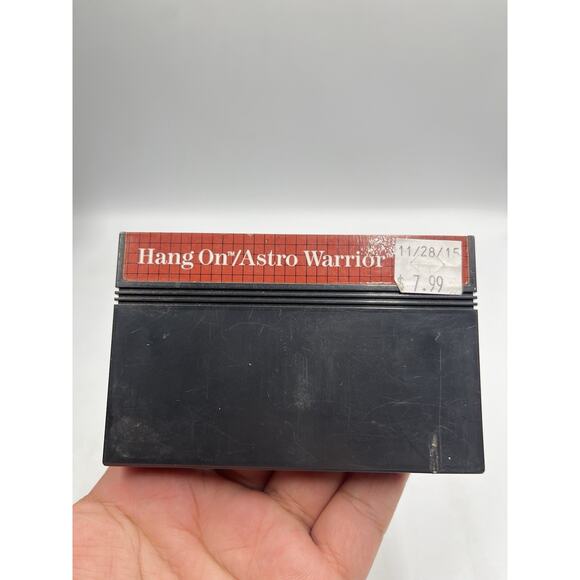 Hang On™/Astro Warrior™
11/28/15
$ 7.99